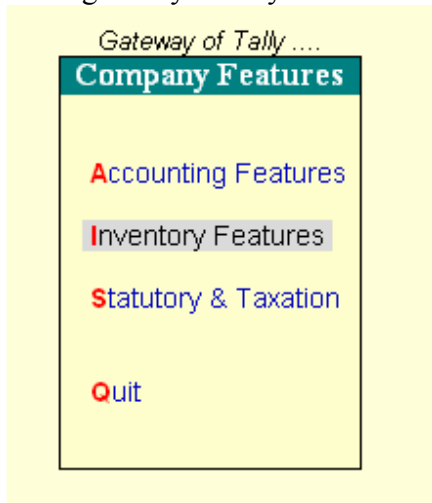 Gateway of Tally ....
Company Features
Accounting Features
Inventory Features
Statutory & Taxation
Quit